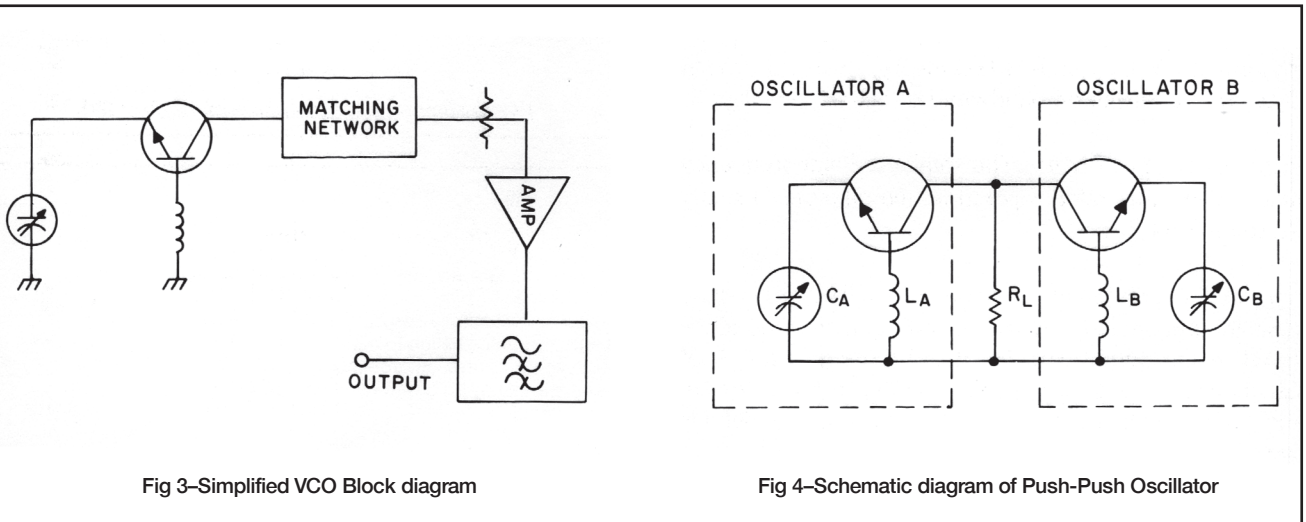 MATCHING
NETWORK
AMP
OUTPUT
Fig 3–Simplified VCO Block diagram
OSCILLATOR A
OSCILLATOR B
CA
LA
RL
LB
CB
Fig 4–Schematic diagram of Push-Push Oscillator